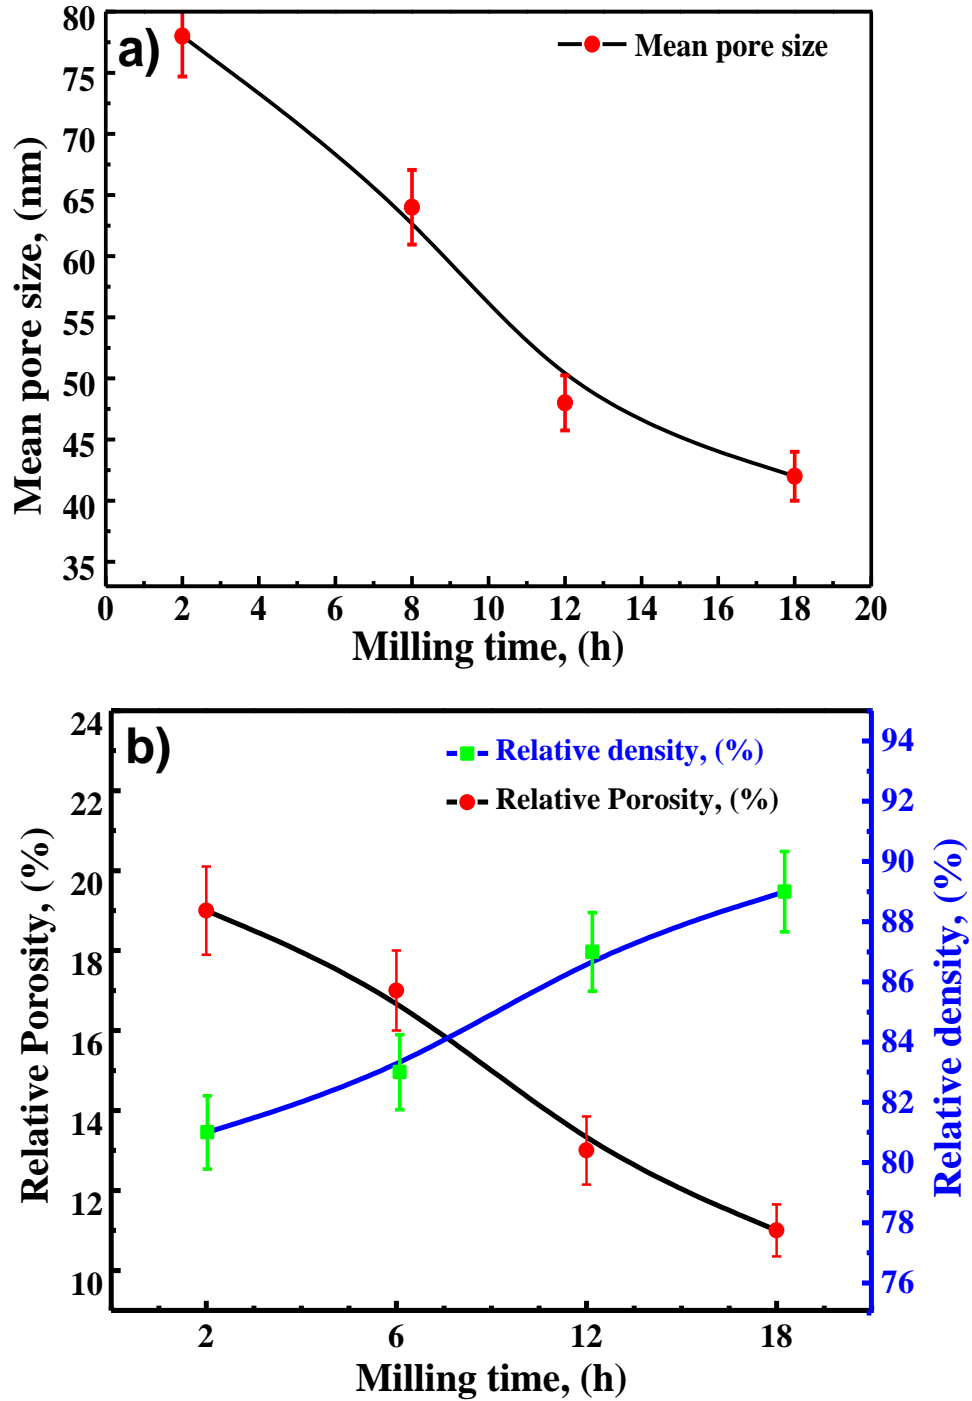 a)
Mean pore size
Mean pore size, (nm)
80
75
70
65
60
55
50
45
40
35
0 2 4 6 8 10 12 14 16 18 20
Milling time, (h)
b)
Relative density, (%)
Relative Porosity, (%)
Relative Porosity, (%)
24
22
20
18
16
14
12
10
94
92
90
88
86
84
82
80
78
76
Relative density, (%)
2 6 12 18
Milling time, (h)